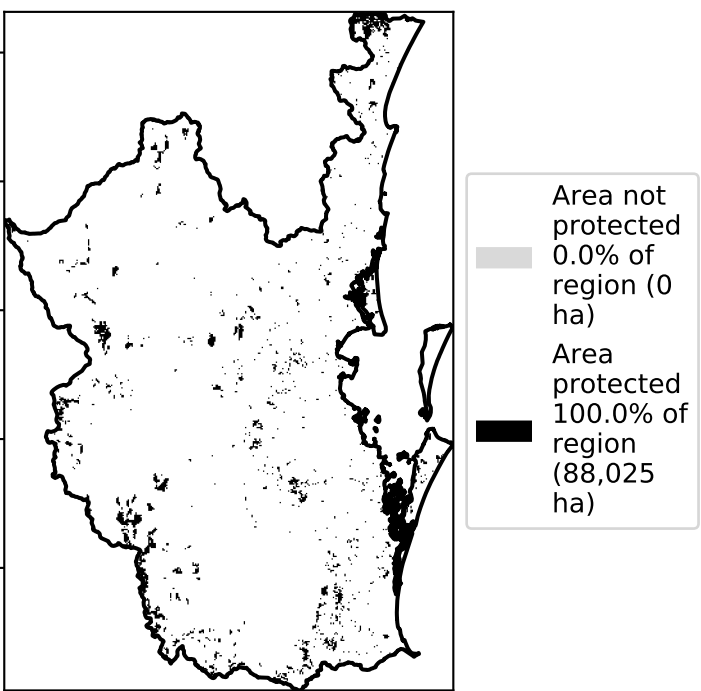 Area not
protected
0.0% of
region (0
ha)
Area
protected
100.0% of
region
(88,025
ha)